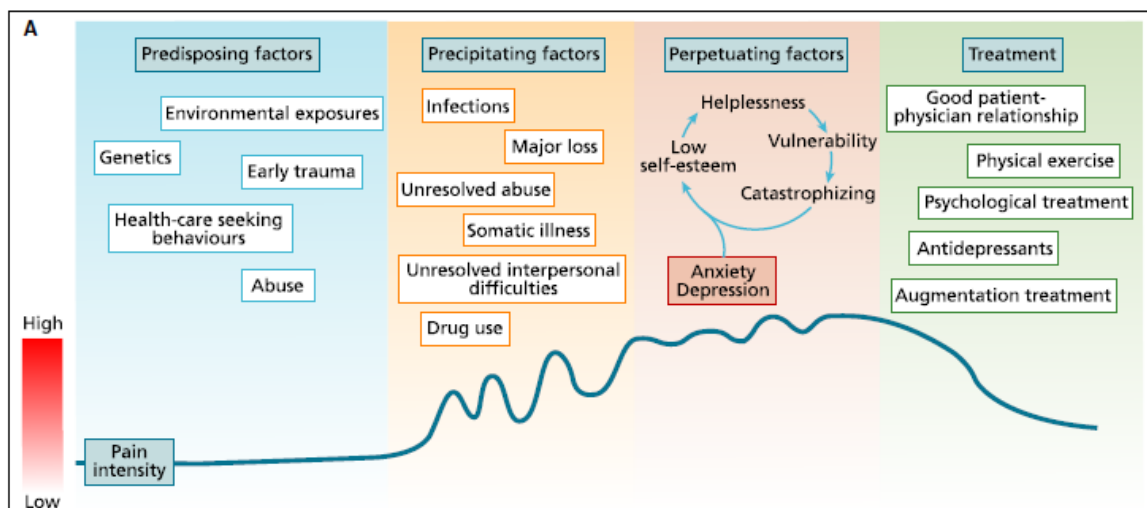 A
Predisposing factors
Environmental exposures
Genetics
Early trauma
Health-care seeking
behaviours
Abuse
Precipitating factors
Infections
Major loss
Unresolved abuse
Somatic illness
Unresolved interpersonal
difficulties
Drug use
Perpetuating factors
Helplessness
Vulnerability
Catastrophizing
Low
self-esteem
Anxiety
Depression
Treatment
Good patient-
physician relationship
Physical exercise
Psychological treatment
Antidepressants
Augmentation treatment
High
Low
Pain
intensity